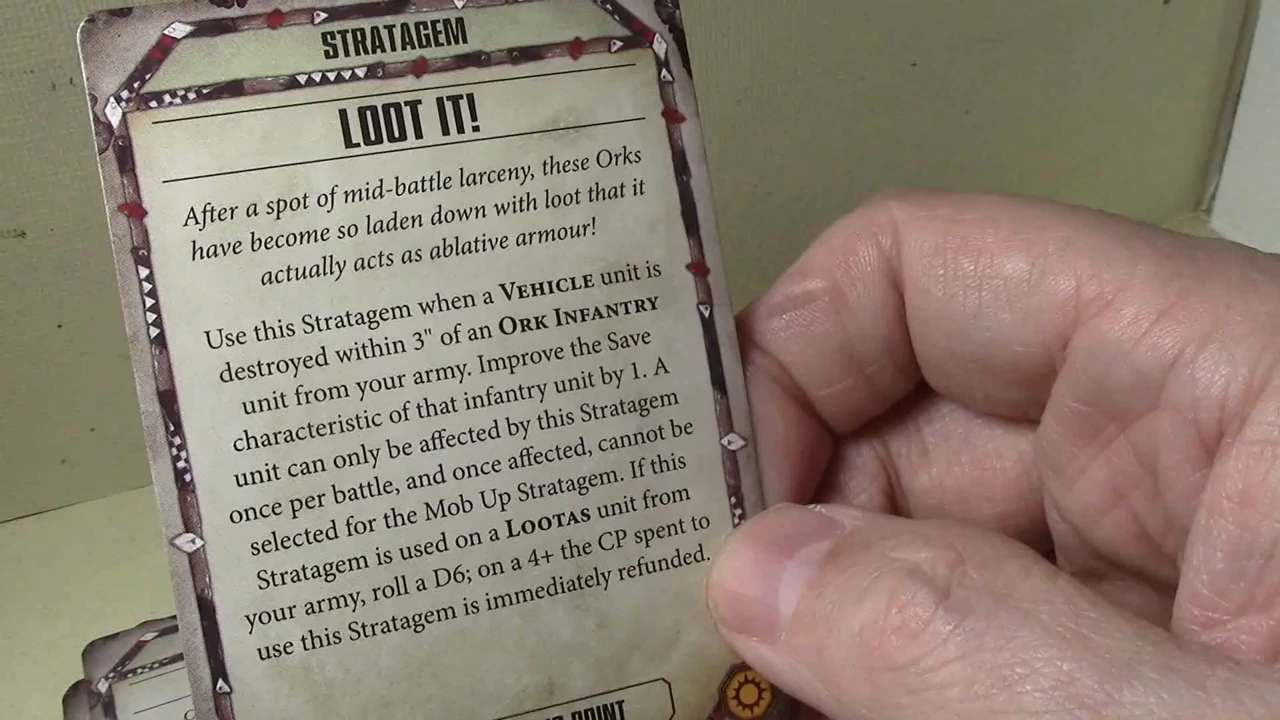 STRATAGEM
LOOT IT!
After a spot of mid-battle larceny, these Orks
have become so laden down with loot that it
actually acts as ablative armour!
Use this Stratagem when a VEHICLE unit is
destroyed within 3" of an ORK INFANTRY
unit from your army. Improve the Save
characteristic of that infantry unit by 1. A
unit can only be affected by this Stratagem
once per battle, and once affected, cannot be
selected for the Mob Up Stratagem. If this
Stratagem is used on a LOOTAS unit from
your army, roll a D6; on a 4+ the CP spent to
use this Stratagem is immediately refunded.
POINT